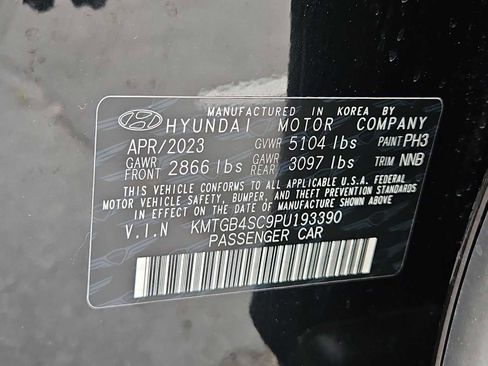 MANUFACTURED IN KOREA BY
HYUNDAI MOTOR COMPANY
APR/2023 GVWR 5104 lbs PAINT PH3
GAWR FRONT 2866 lbs GAWR REAR 3097 lbs TRIM NNB
THIS VEHICLE CONFORMS TO ALL APPLICABLE U.S.A. FEDERAL
MOTOR VEHICLE SAFETY, BUMPER, AND THEFT PREVENTION
STANDARDS IN EFFECT ON THE DATE OF MANUFACTURE SHOWN ABOVE.
V.I.N KMTGB4SC9PU193390
PASSENGER CAR